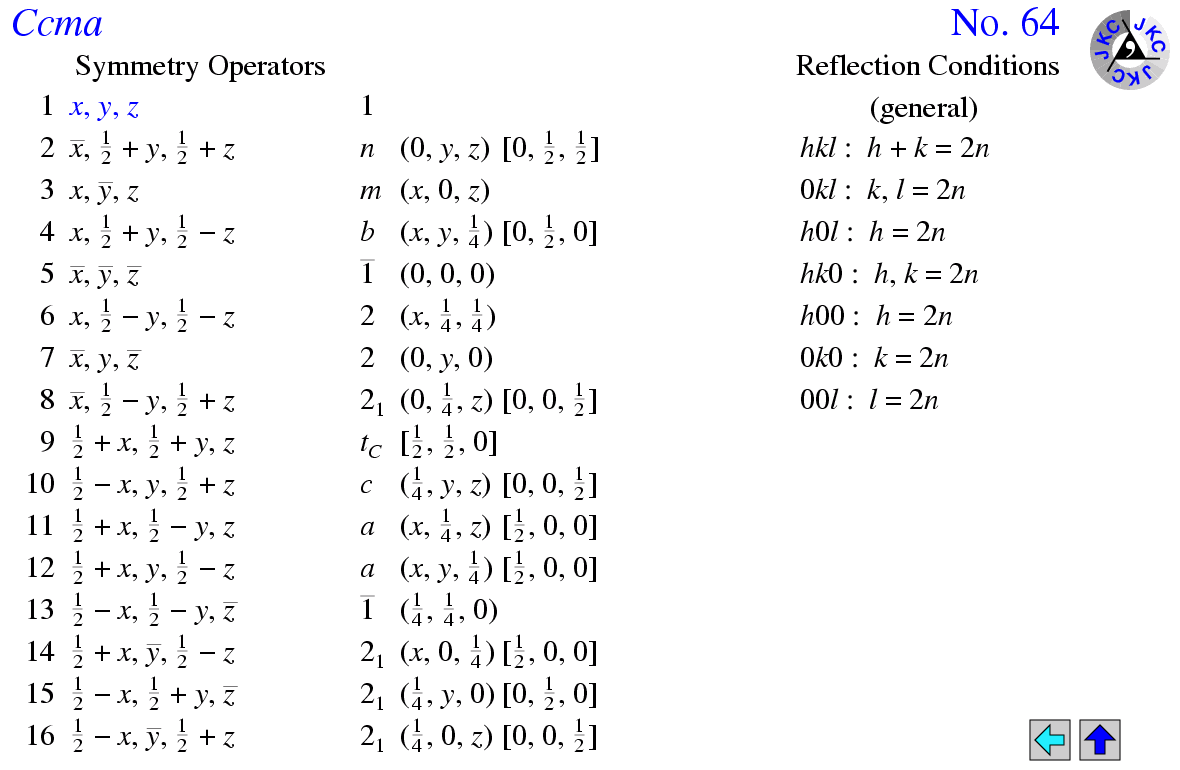 Ccma No. 64
JKC JKC JKC
Symmetry Operators Reflection Conditions
1 x, y, z 1 (general)
2 x̅, 1/2 + y, 1/2 + z n (0, y, z) [0, 1/2, 1/2] hkl : h + k = 2n
3 x, y̅, z m (x, 0, z) 0kl : k, l = 2n
4 x, 1/2 + y, 1/2 − z b (x, y, 1/4) [0, 1/2, 0] h0l : h = 2n
5 x̅, y̅, z̅ 1̅ (0, 0, 0) hk0 : h, k = 2n
6 x, 1/2 − y, 1/2 − z 2 (x, 1/4, 1/4) h00 : h = 2n
7 x̅, y, z̅ 2 (0, y, 0) 0k0 : k = 2n
8 x̅, 1/2 − y, 1/2 + z 2₁ (0, 1/4, z) [0, 0, 1/2] 00l : l = 2n
9 1/2 + x, 1/2 + y, z t_C [1/2, 1/2, 0]
10 1/2 − x, y, 1/2 + z c (1/4, y, z) [0, 0, 1/2]
11 1/2 + x, 1/2 − y, z a (x, 1/4, z) [1/2, 0, 0]
12 1/2 + x, y, 1/2 − z a (x, y, 1/4) [1/2, 0, 0]
13 1/2 − x, 1/2 − y, z̅ 1̅ (1/4, 1/4, 0)
14 1/2 + x, y̅, 1/2 − z 2₁ (x, 0, 1/4) [1/2, 0, 0]
15 1/2 − x, 1/2 + y, z̅ 2₁ (1/4, y, 0) [0, 1/2, 0]
16 1/2 − x, y̅, 1/2 + z 2₁ (1/4, 0, z) [0, 0, 1/2]